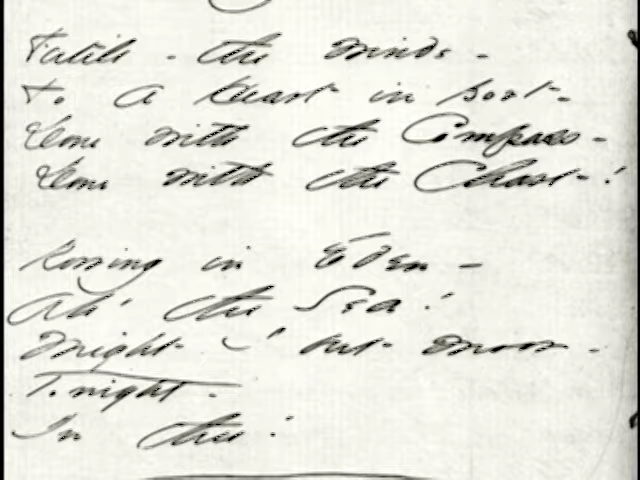 Futile - the winds -
To a Heart in port -
Done with the Compass -
Done with the Chart !
Rowing in Eden -
Ah ! the Sea !
Might I but moor -
Tonight -
In thee !